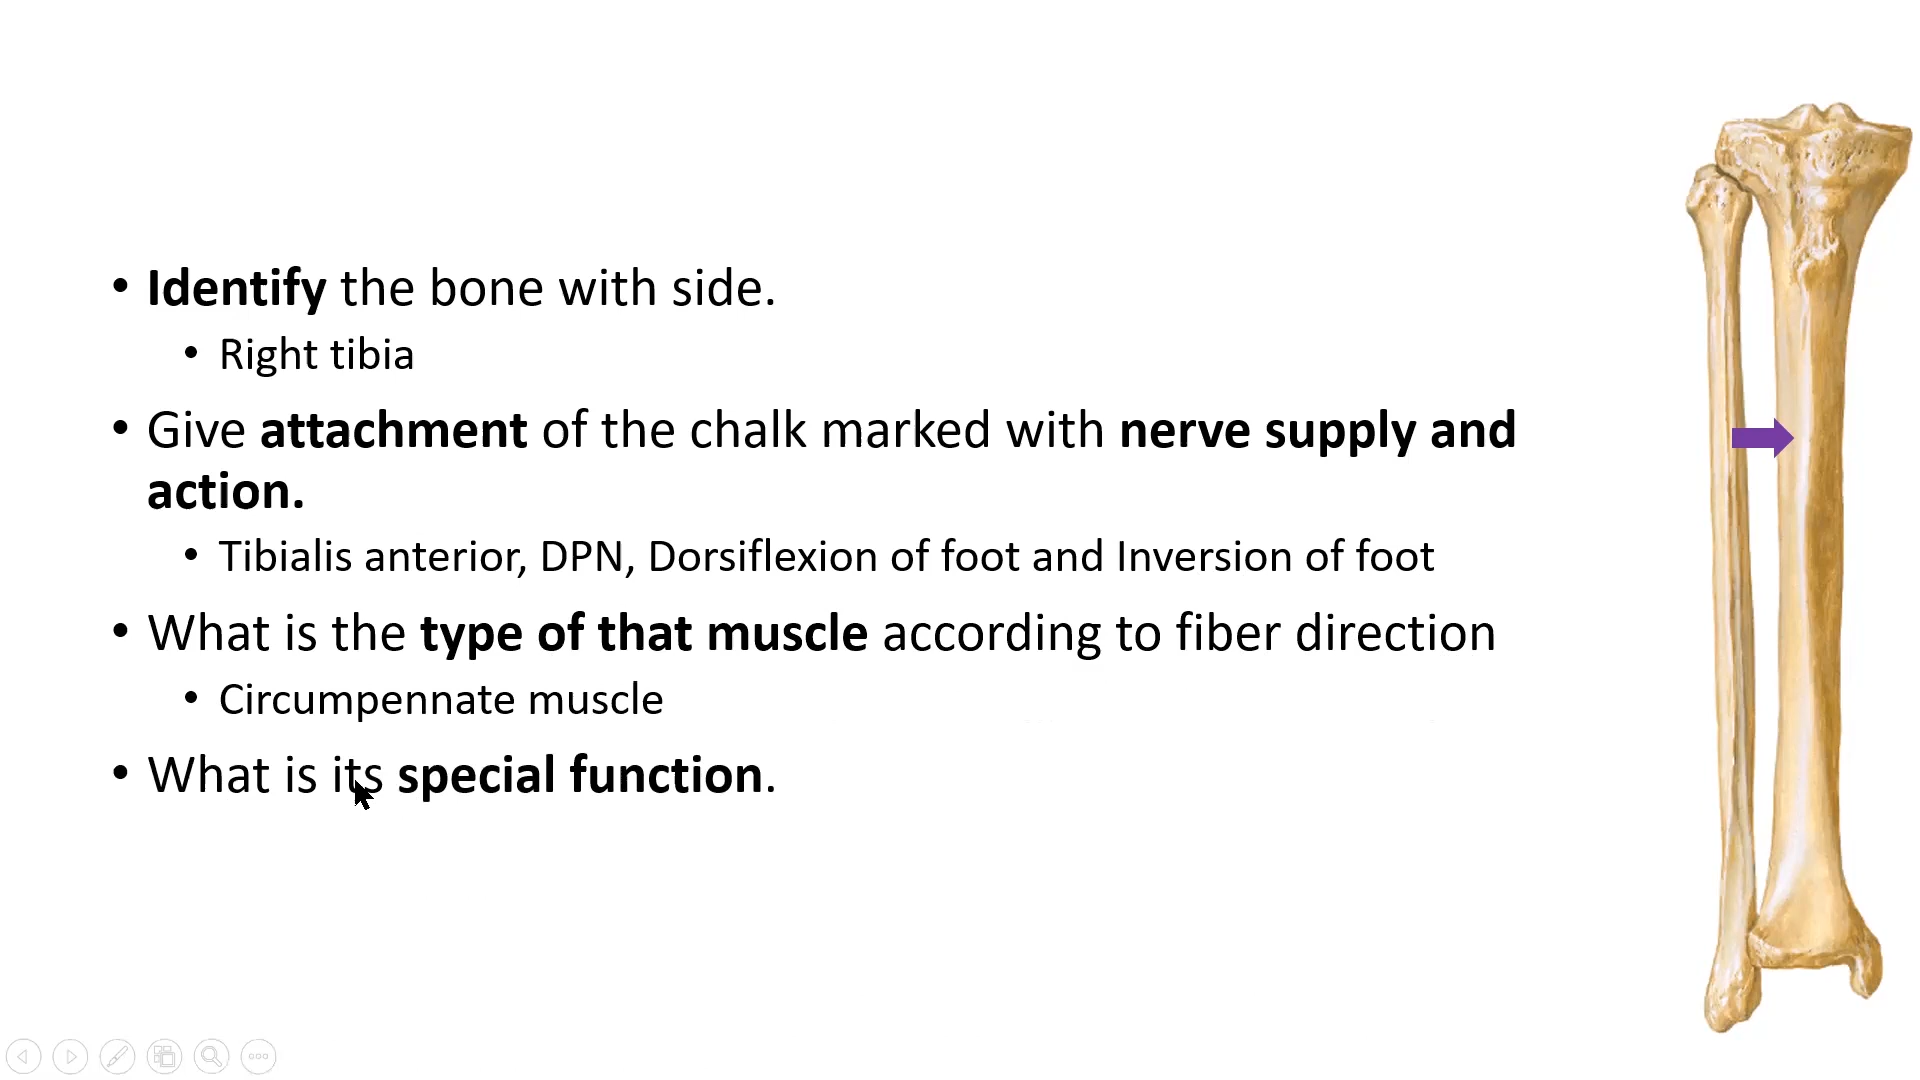 • Identify the bone with side.
• Right tibia
• Give attachment of the chalk marked with nerve supply and
action.
• Tibialis anterior, DPN, Dorsiflexion of foot and Inversion of foot
• What is the type of that muscle according to fiber direction
• Circumpennate muscle
• What is its special function.